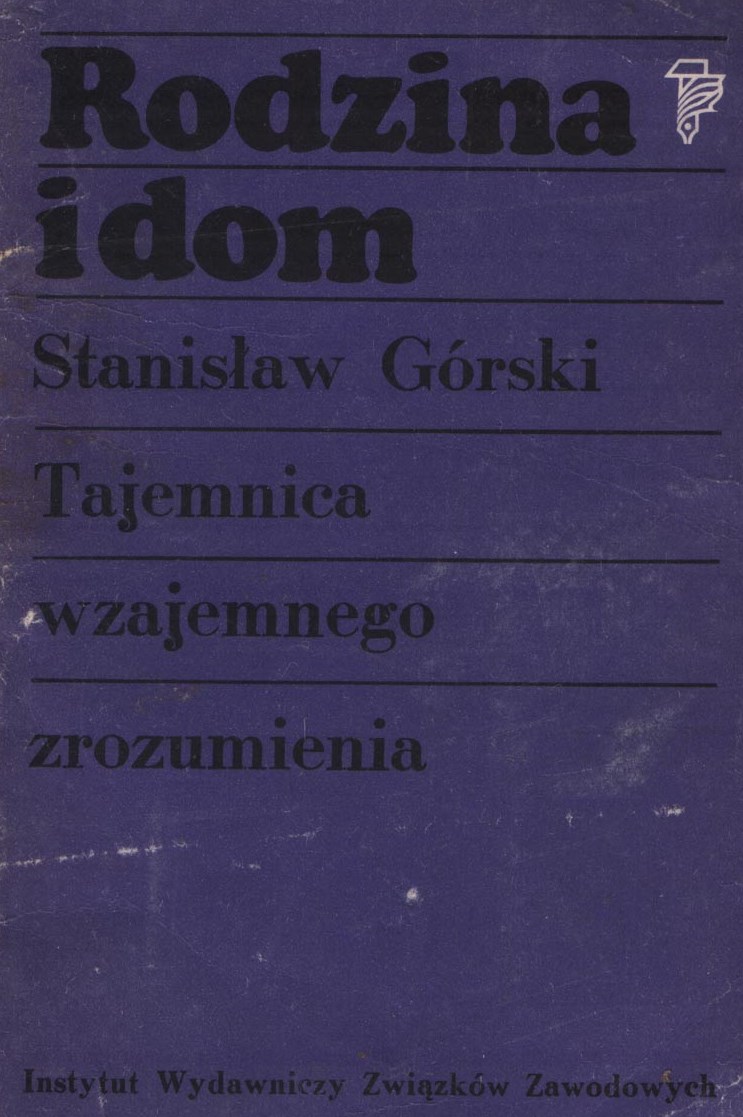 Rodzina
i dom
Stanisław Górski
Tajemnica
wzajemnego
zrozumienia
Instytut Wydawniczy Związków Zawodowych